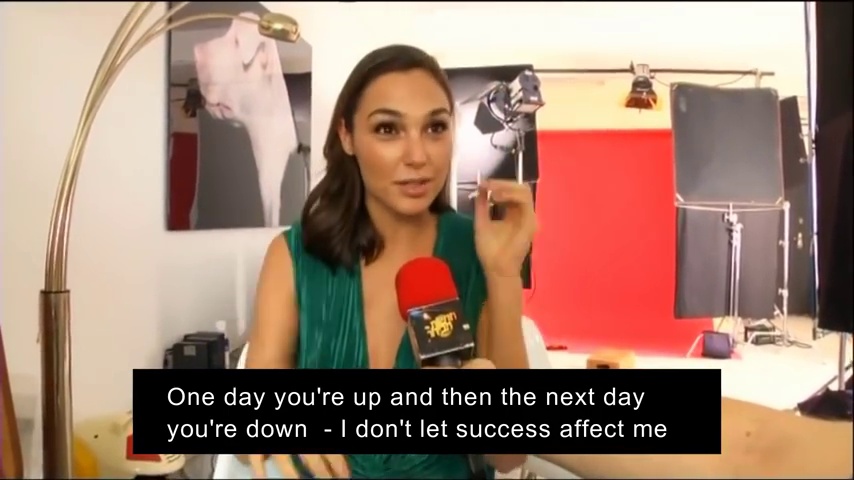 One day you're up and then the next day
you're down - I don't let success affect me